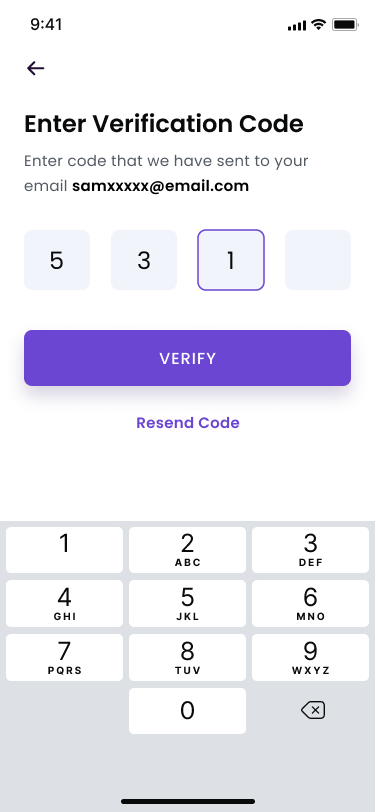 9:41
Enter Verification Code
Enter code that we have sent to your
email samxxxxx@email.com
5 3 1
VERIFY
Resend Code
1 2 3
ABC DEF
4 5 6
GHI JKL MNO
7 8 9
PQRS TUV WXYZ
0